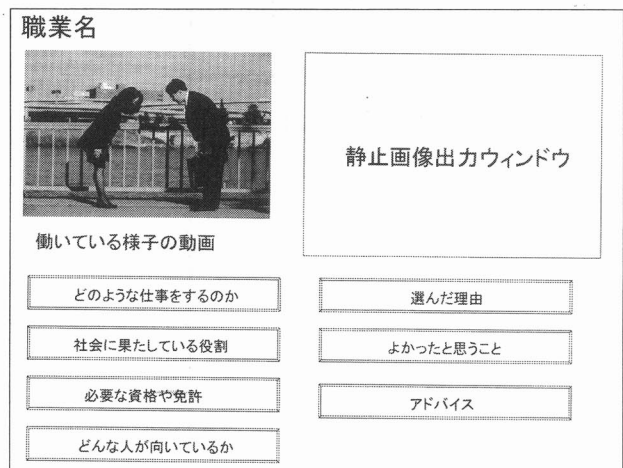 職業名
静止画像出力ウィンドウ
働いている様子の動画
どのような仕事をするのか
社会に果たしている役割
必要な資格や免許
どんな人が向いているか
選んだ理由
よかったと思うこと
アドバイス